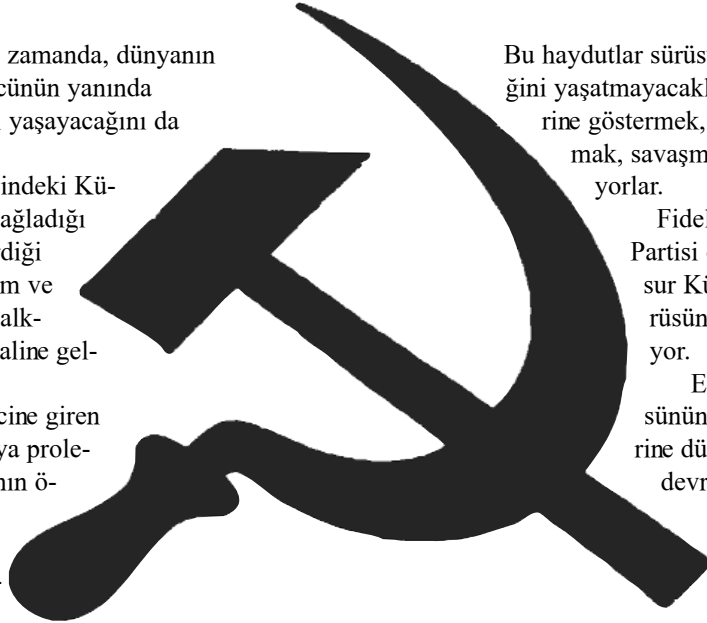 zamanda, dünyanın
cünün yanında
yaşayacağını da
indeki Kü-
ağladığı
rdiği
m ve
alk-
aline gel-
cine giren
ya prole-
nın ö-
Bu haydutlar sürüs
ğini yaşatmayacakl
rine göstermek,
mak, savaşm
yorlar.
Fidel
Partisi
sur Kü
rüsün
yor.
E
sünün
rine dü
devr